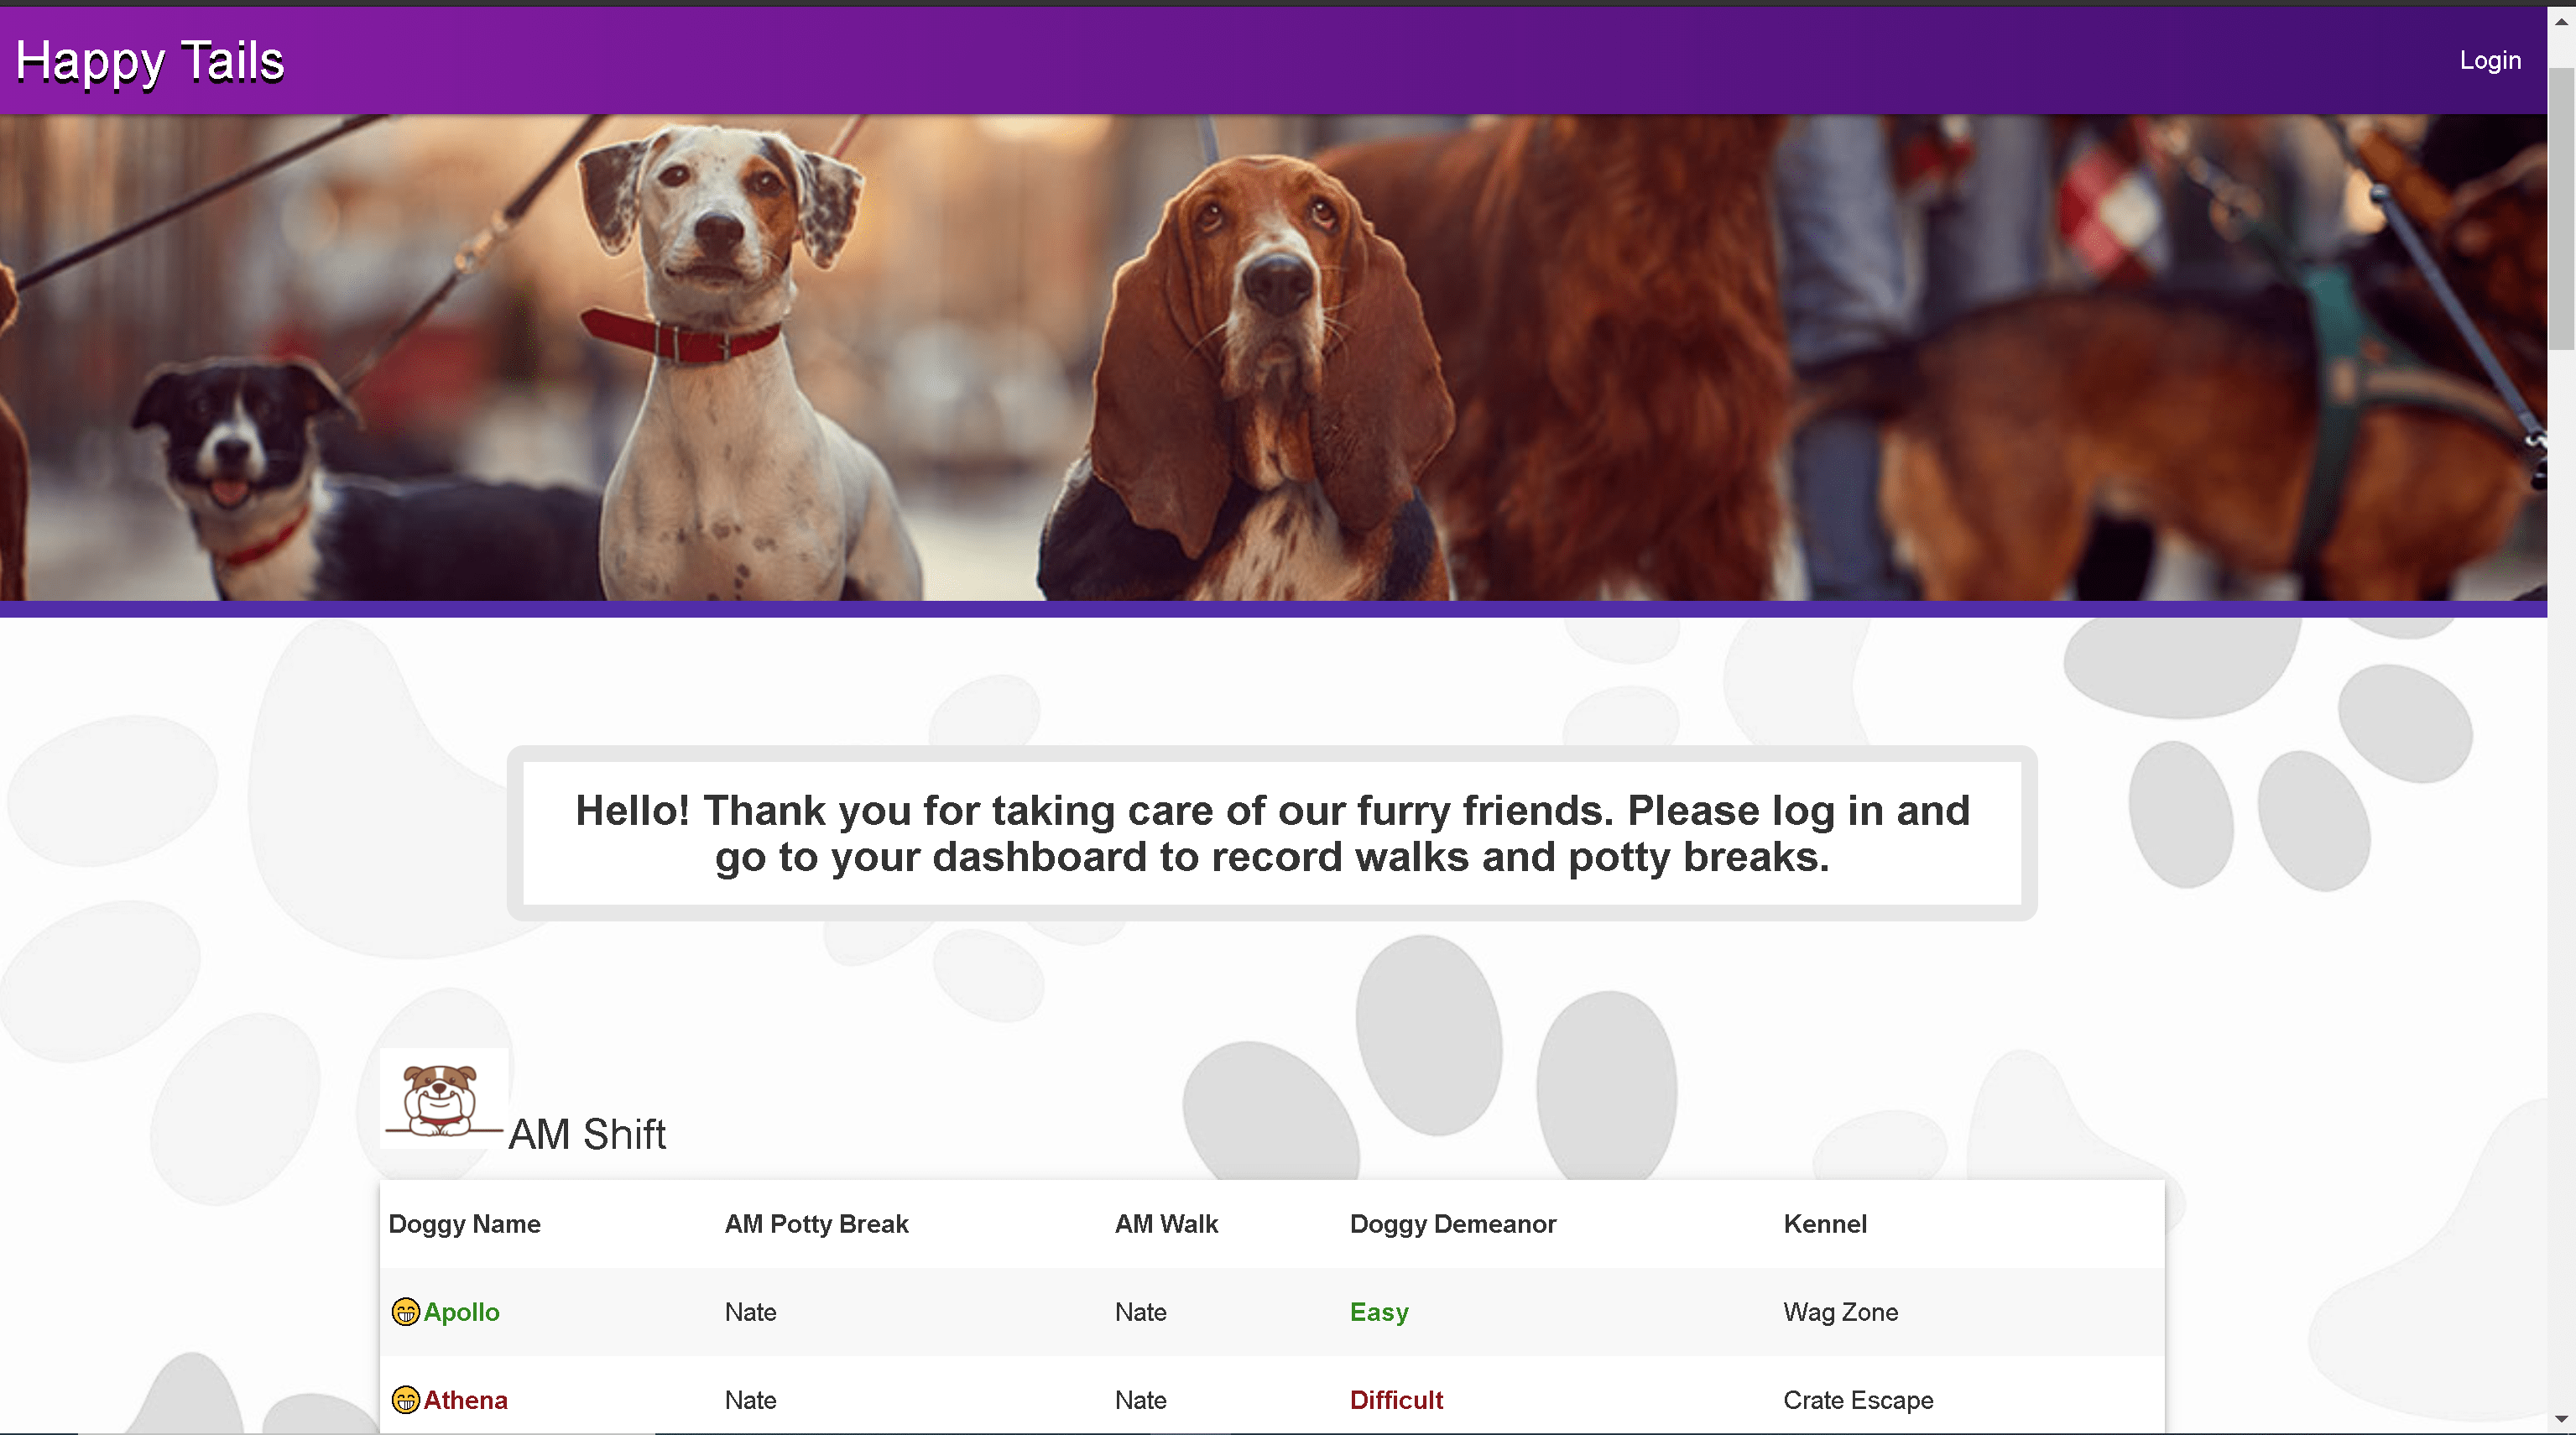 Happy Tails
Login
Hello! Thank you for taking care of our furry friends. Please log in and
go to your dashboard to record walks and potty breaks.
AM Shift
Doggy Name AM Potty Break AM Walk Doggy Demeanor Kennel
Apollo Nate Nate Easy Wag Zone
Athena Nate Nate Difficult Crate Escape